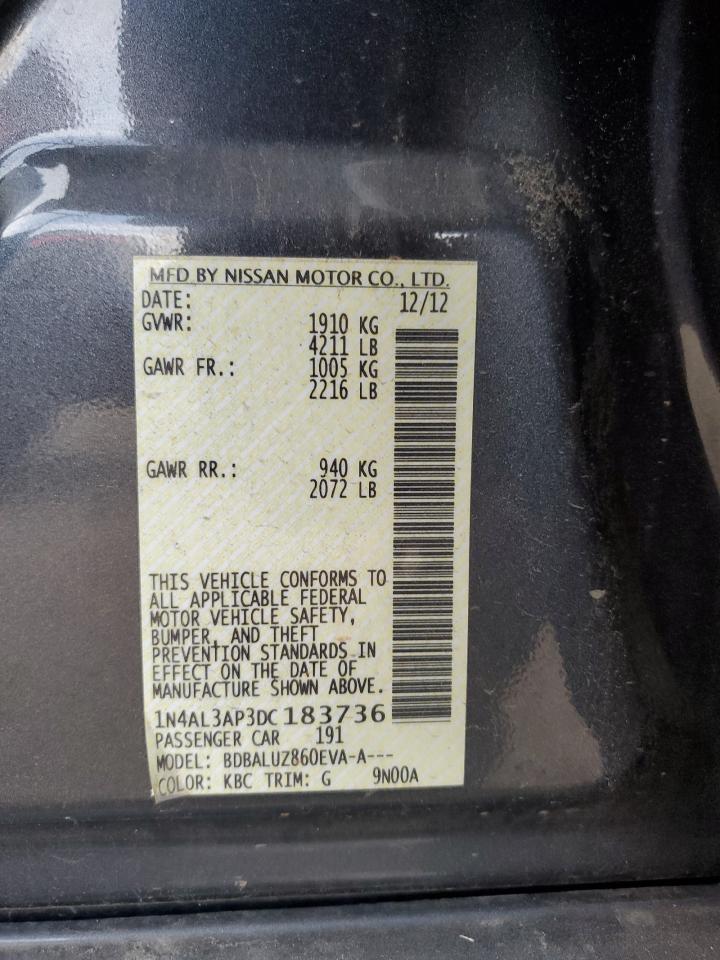 MFD BY NISSAN MOTOR CO., LTD.
DATE: 12/12
GVWR: 1910 KG
4211 LB
GAWR FR.: 1005 KG
2216 LB
GAWR RR.: 940 KG
2072 LB
THIS VEHICLE CONFORMS TO
ALL APPLICABLE FEDERAL
MOTOR VEHICLE SAFETY,
BUMPER, AND THEFT
PREVENTION STANDARDS IN
EFFECT ON THE DATE OF
MANUFACTURE SHOWN ABOVE.
1N4AL3AP3DC183736
PASSENGER CAR 191
MODEL: BDBALUZ860EVA-A---
COLOR: KBC TRIM: G 9N00A